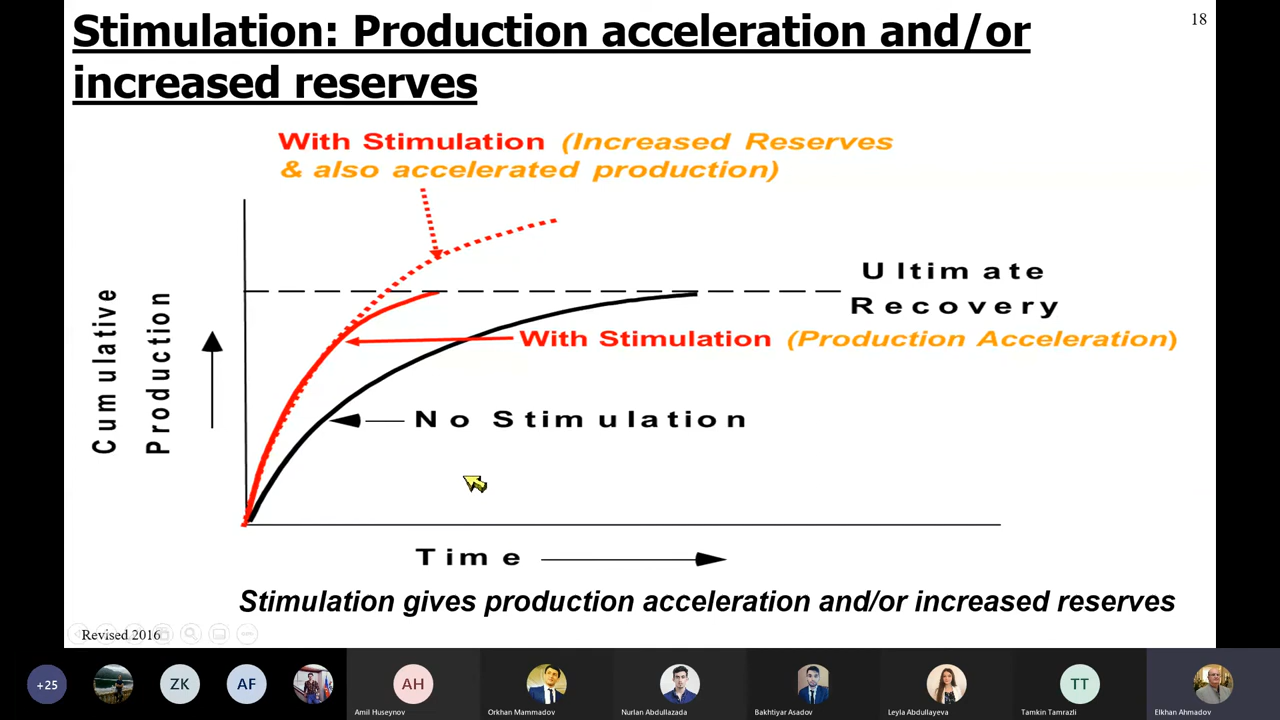 Stimulation: Production acceleration and/or
increased reserves
18
With Stimulation (Increased Reserves
& also accelerated production)
Ultimate
Recovery
With Stimulation (Production Acceleration)
No Stimulation
Cumulative
Production
Time
Stimulation gives production acceleration and/or increased reserves
Revised 2016
+25
ZK
AF
AH
TT
Amil Huseynov
Orkhan Mammadov
Nurlan Abdullazada
Bakhtiyar Asadov
Leyla Abdullayeva
Tamkin Tamrazli
Elkhan Ahmadov